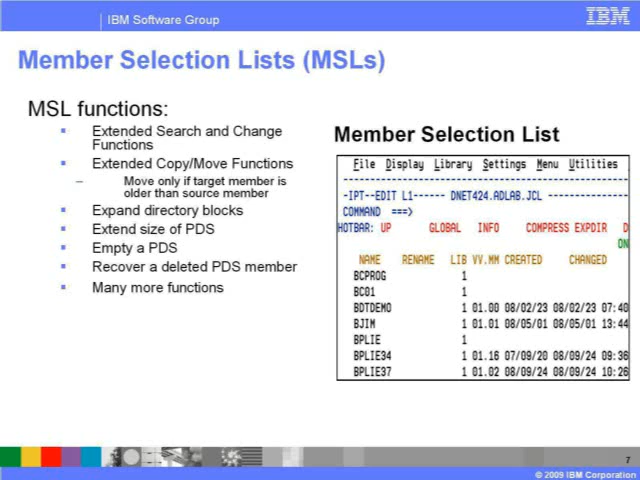 IBM Software Group
IBM
Member Selection Lists (MSLs)
MSL functions:
Extended Search and Change
Functions
Extended Copy/Move Functions
– Move only if target member is
older than source member
Expand directory blocks
Extend size of PDS
Empty a PDS
Recover a deleted PDS member
Many more functions
Member Selection List
File Display Library Settings Menu Utilities
-IPT--EDIT L1------ DNET424.ADLAB.JCL ---------------
COMMAND ===>
HOTBAR: UP GLOBAL INFO COMPRESS EXPDIR D
ON
NAME RENAME LIB VV.MM CREATED CHANGED
BCPROG 1
BC01 1
BDTDEMO 1 01.00 08/02/23 08/02/23 07:40
BJIM 1 01.01 08/05/01 08/05/01 13:44
BPLIE 1
BPLIE34 1 01.16 07/09/20 08/09/24 09:36
BPLIE37 1 01.02 08/09/24 08/09/24 10:26
7
© 2009 IBM Corporation